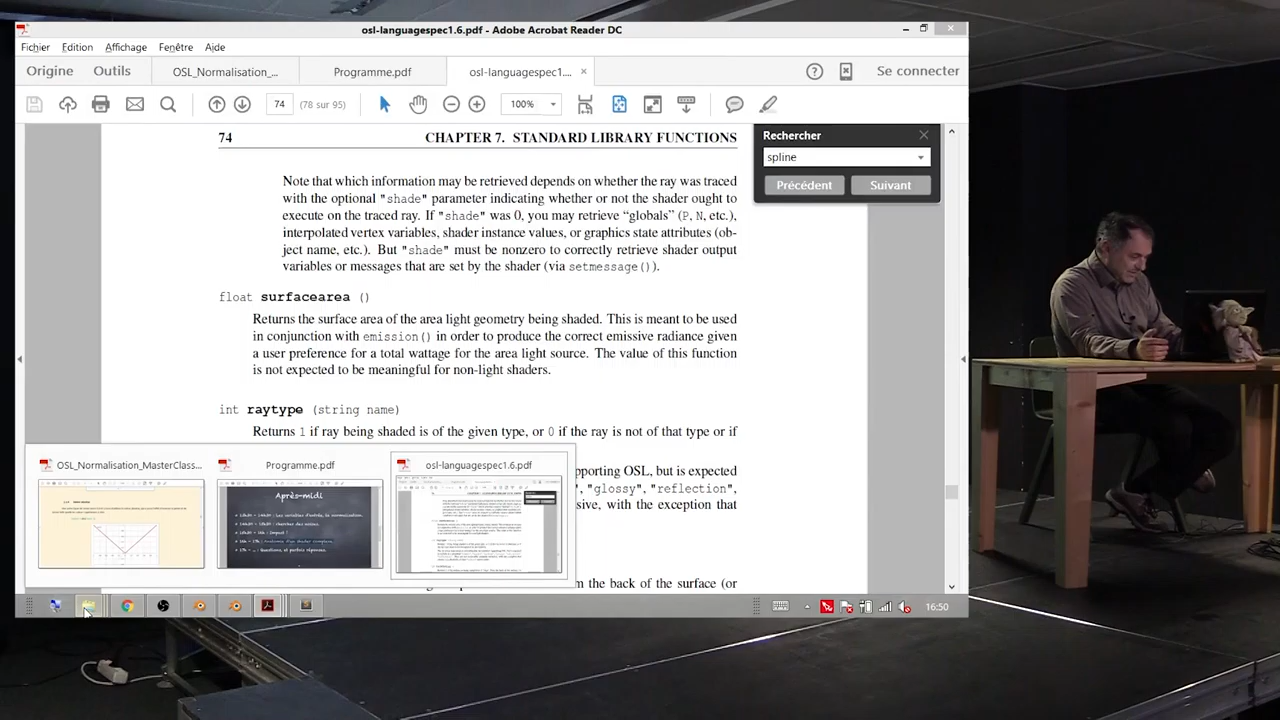 osl-languagespec1.6.pdf - Adobe Acrobat Reader DC
Fichier Edition Affichage Fenêtre Aide
Origine Outils OSL_Normalisation_... Programme.pdf osl-languagespec1.... × Se connecter
74 (78 sur 95) 100%
74 CHAPTER 7. STANDARD LIBRARY FUNCTIONS
Rechercher
spline
Précédent Suivant
Note that which information may be retrieved depends on whether the ray was traced
with the optional "shade" parameter indicating whether or not the shader ought to
execute on the traced ray. If "shade" was 0, you may retrieve “globals” (P, N, etc.),
interpolated vertex variables, shader instance values, or graphics state attributes (ob-
ject name, etc.). But "shade" must be nonzero to correctly retrieve shader output
variables or messages that are set by the shader (via setmessage()).
float surfacearea ()
Returns the surface area of the area light geometry being shaded. This is meant to be used
in conjunction with emission() in order to produce the correct emissive radiance given
a user preference for a total wattage for the area light source. The value of this function
is not expected to be meaningful for non-light shaders.
int raytype (string name)
Returns 1 if ray being shaded is of the given type, or 0 if the ray is not of that type or if
pporting OSL, but is expected
", "glossy", "reflection",
sive, with the exception that
m the back of the surface (or
OSL_Normalisation_MasterClass... Programme.pdf osl-languagespec1.6.pdf
Après-midi
16:50